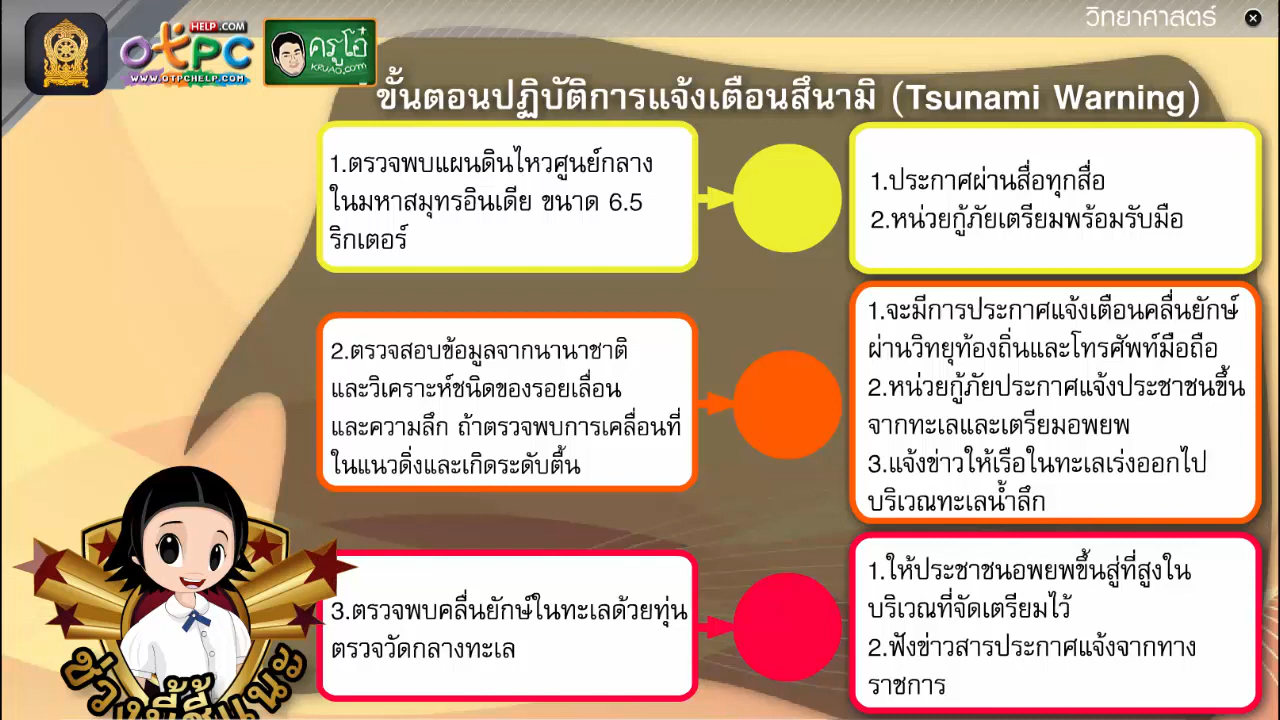 วิทยาศาสตร์
HELP.COM
OTPC
WWW.OTPCHELP.COM
ครูโอ๋
KRUAO.COM
ขั้นตอนปฏิบัติการแจ้งเตือนสึนามิ (Tsunami Warning)
1.ตรวจพบแผนดินไหวศูนย์กลาง
ในมหาสมุทรอินเดีย ขนาด 6.5
ริกเตอร์
1.ประกาศผ่านสื่อทุกสื่อ
2.หน่วยกู้ภัยเตรียมพร้อมรับมือ
2.ตรวจสอบข้อมูลจากนานาชาติ
และวิเคราะห์ชนิดของรอยเลื่อน
และความลึก ถ้าตรวจพบการเคลื่อนที่
ในแนวดิ่งและเกิดระดับตื้น
1.จะมีการประกาศแจ้งเตือนคลื่นยักษ์
ผ่านวิทยุท้องถิ่นและโทรศัพท์มือถือ
2.หน่วยกู้ภัยประกาศแจ้งประชาชนขึ้น
จากทะเลและเตรียมอพยพ
3.แจ้งข่าวให้เรือในทะเลเร่งออกไป
บริเวณทะเลน้ำลึก
3.ตรวจพบคลื่นยักษ์ในทะเลด้วยทุ่น
ตรวจวัดกลางทะเล
1.ให้ประชาชนอพยพขึ้นสู่ที่สูงใน
บริเวณที่จัดเตรียมไว้
2.ฟังข่าวสารประกาศแจ้งจากทาง
ราชการ